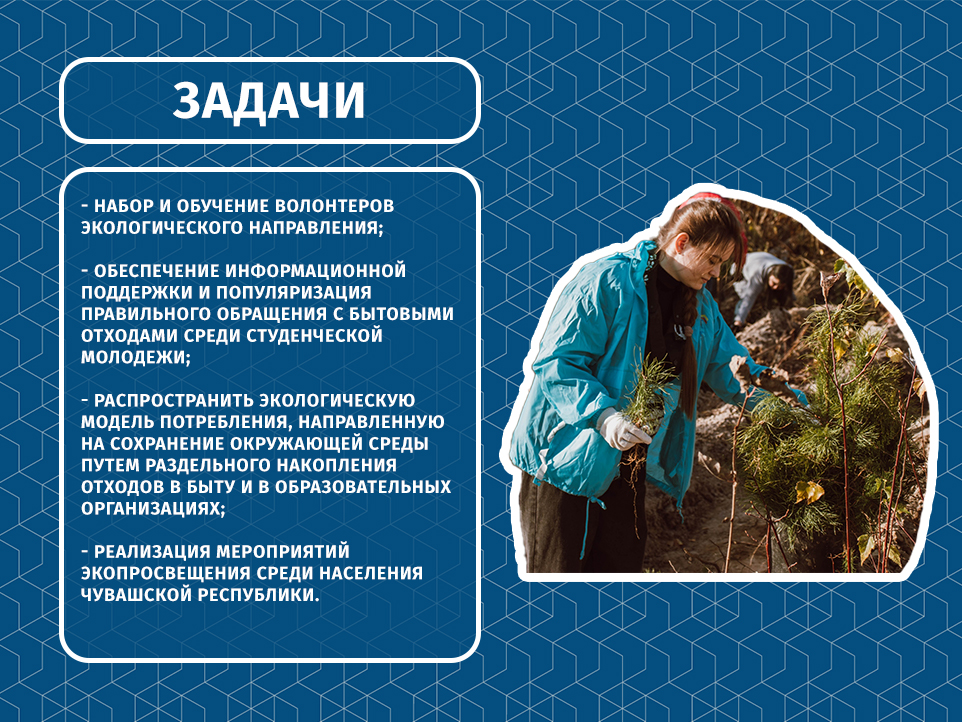 ЗАДАЧИ
- НАБОР И ОБУЧЕНИЕ ВОЛОНТЕРОВ
ЭКОЛОГИЧЕСКОГО НАПРАВЛЕНИЯ;
- ОБЕСПЕЧЕНИЕ ИНФОРМАЦИОННОЙ
ПОДДЕРЖКИ И ПОПУЛЯРИЗАЦИЯ
ПРАВИЛЬНОГО ОБРАЩЕНИЯ С БЫТОВЫМИ
ОТХОДАМИ СРЕДИ СТУДЕНЧЕСКОЙ
МОЛОДЕЖИ;
- РАСПРОСТРАНИТЬ ЭКОЛОГИЧЕСКУЮ
МОДЕЛЬ ПОТРЕБЛЕНИЯ, НАПРАВЛЕННУЮ
НА СОХРАНЕНИЕ ОКРУЖАЮЩЕЙ СРЕДЫ
ПУТЕМ РАЗДЕЛЬНОГО НАКОПЛЕНИЯ
ОТХОДОВ В БЫТУ И В ОБРАЗОВАТЕЛЬНЫХ
ОРГАНИЗАЦИЯХ;
- РЕАЛИЗАЦИЯ МЕРОПРИЯТИЙ
ЭКОПРОСВЕЩЕНИЯ СРЕДИ НАСЕЛЕНИЯ
ЧУВАШСКОЙ РЕСПУБЛИКИ.